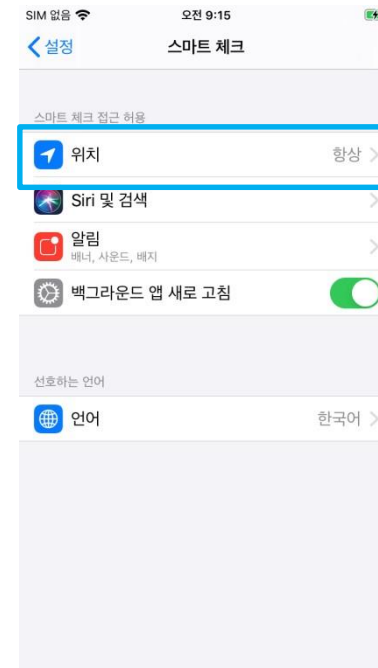 SIM 없음 오전 9:15
설정 스마트 체크
스마트 체크 접근 허용
위치 항상
Siri 및 검색
알림
배너, 사운드, 배지
백그라운드 앱 새로 고침
선호하는 언어
언어 한국어